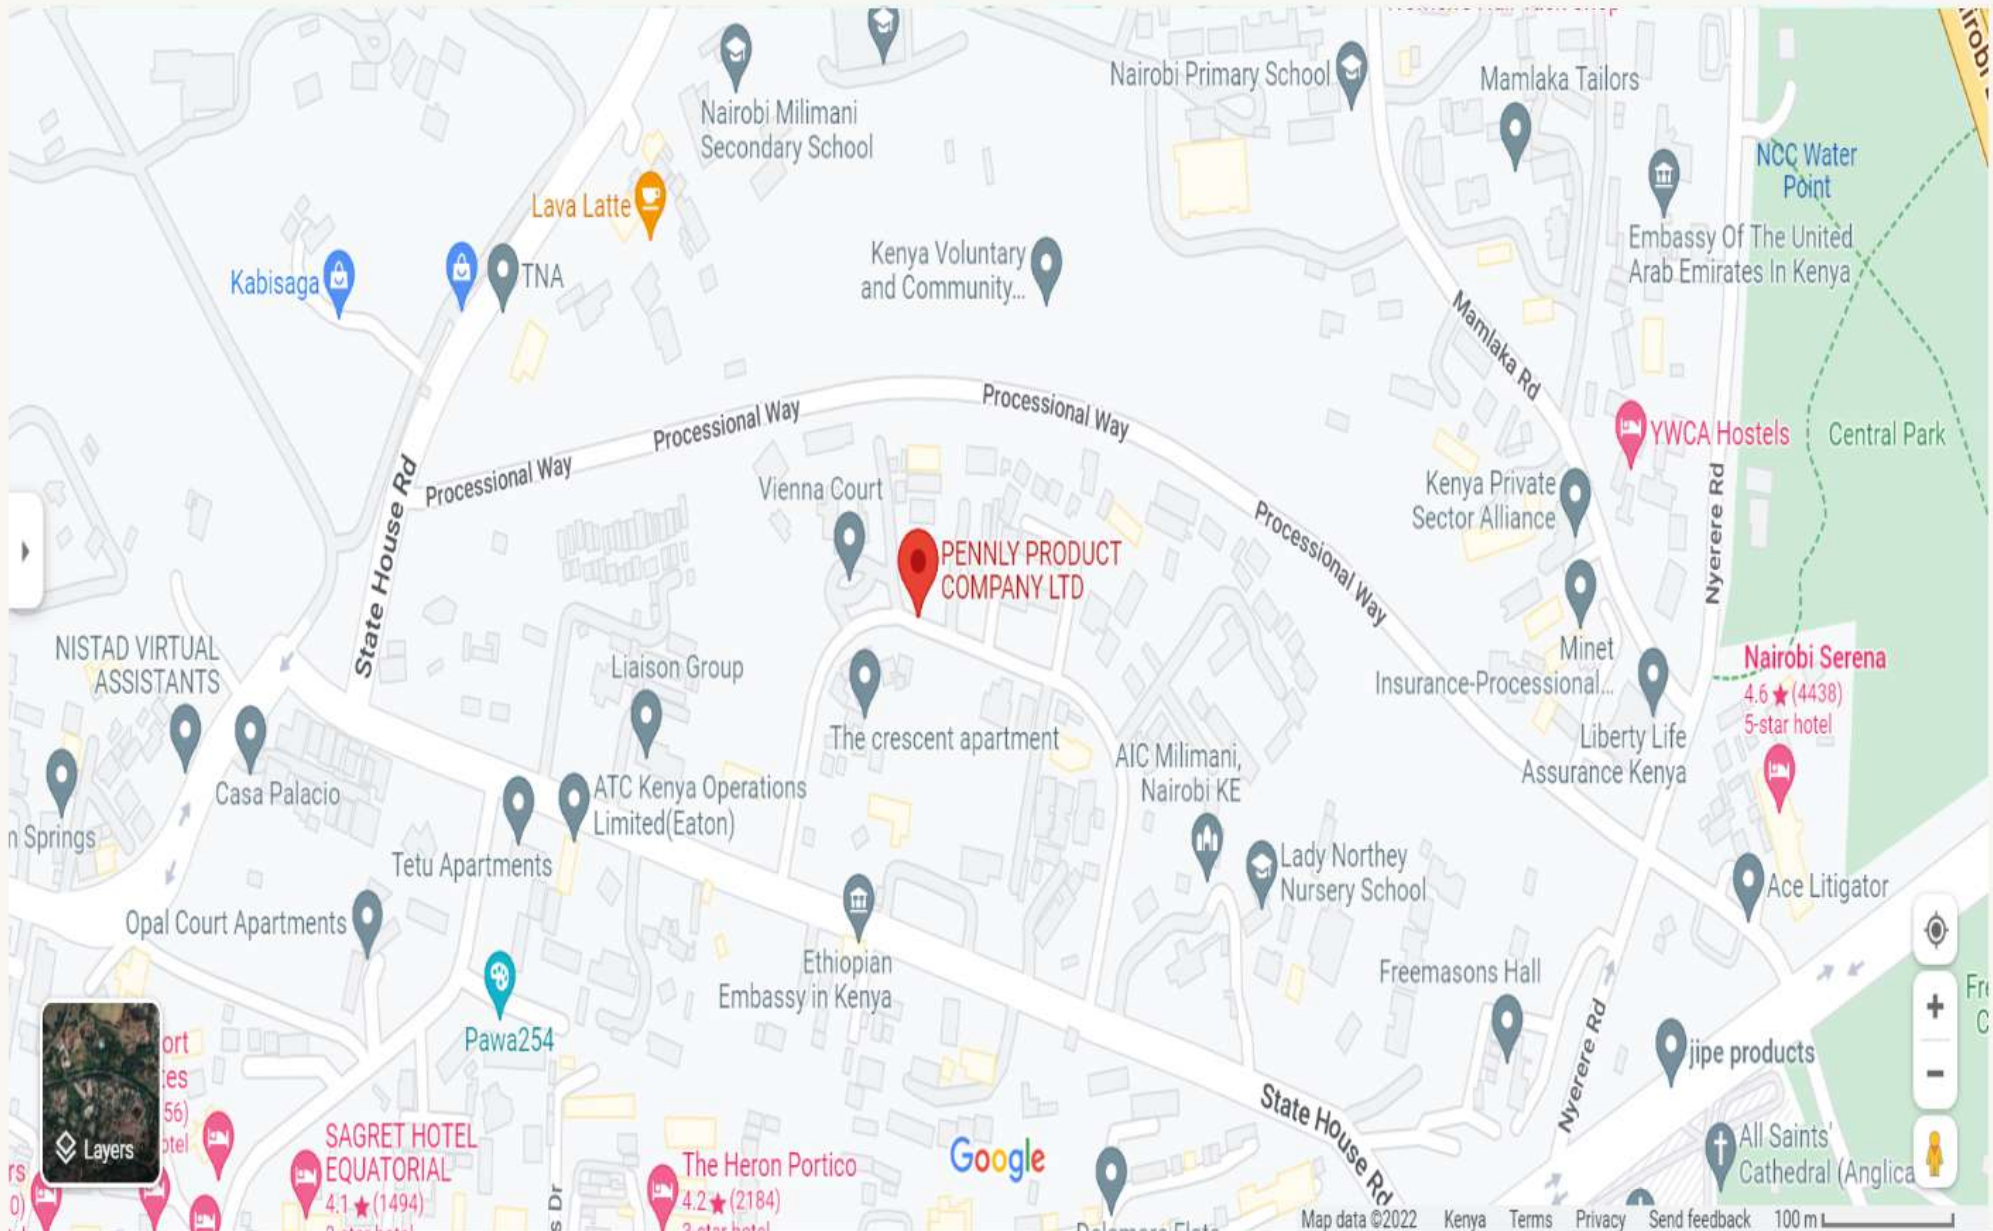 Nairobi Primary School
Mamlaka Tailors
Nairobi Milimani
Secondary School
NCC Water
Point
Lava Latte
Embassy Of The United
Arab Emirates In Kenya
Kenya Voluntary
and Community...
Kabisaga
TNA
Mamlaka Rd
Processional Way
Processional Way
Processional Way
YWCA Hostels
Central Park
State House Rd
Vienna Court
Kenya Private
Sector Alliance
Nyerere Rd
Processional Way
PENNLY PRODUCT
COMPANY LTD
NISTAD VIRTUAL
ASSISTANTS
Liaison Group
Minet
Insurance-Processional...
Nairobi Serena
4.6 ★ (4438)
5-star hotel
The crescent apartment
Liberty Life
Assurance Kenya
AIC Milimani,
Nairobi KE
Casa Palacio
ATC Kenya Operations
Limited(Eaton)
Springs
Tetu Apartments
Lady Northey
Nursery School
Ace Litigator
Opal Court Apartments
Ethiopian
Embassy in Kenya
Freemasons Hall
Pawa254
Nyerere Rd
jipe products
State House Rd
Layers
SAGRET HOTEL
EQUATORIAL
4.1 ★ (1494)
Google
The Heron Portico
4.2 ★ (2184)
All Saints'
Cathedral (Anglica
Map data ©2022 Kenya Terms Privacy Send feedback 100 m